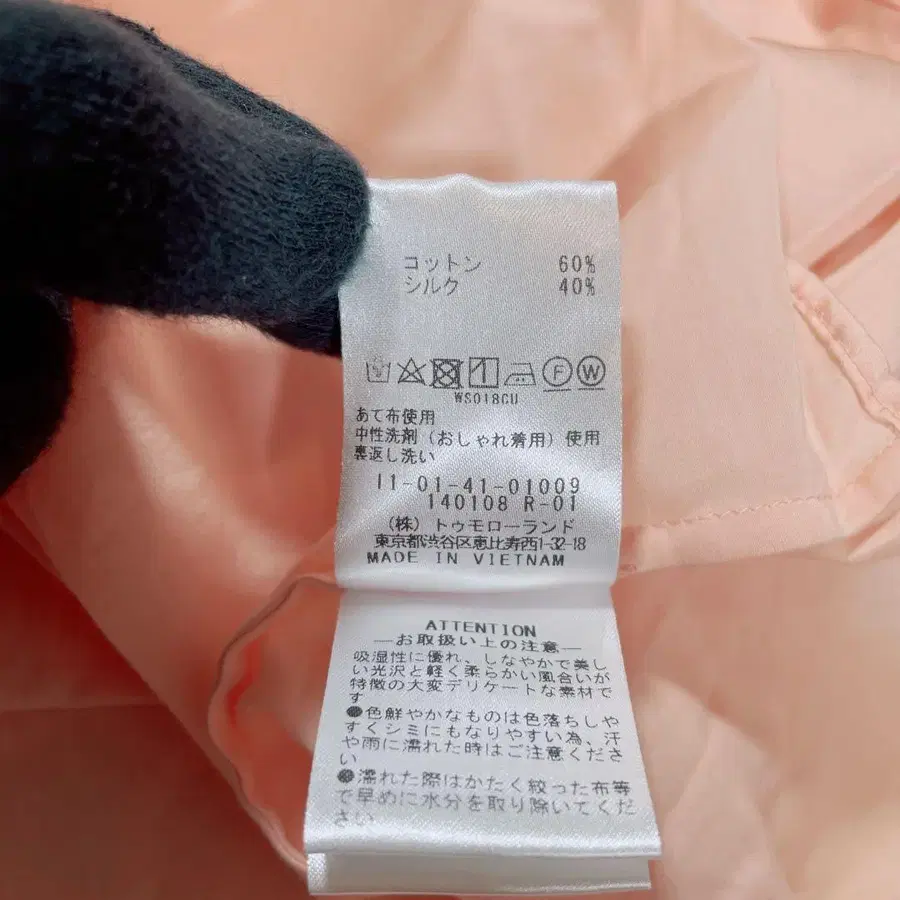 コットン 60%
シルク 40%
F W
WS018CU
あて布使用
中性洗剤（おしゃれ着用）使用
裏返し洗い
11-01-41-01009
140108 R-01
（株）トゥモローランド
東京都渋谷区恵比寿西1-32-18
MADE IN VIETNAM
ATTENTION
―お取扱い上の注意―
吸湿性に優れ、しなやかで美し
い光沢と軽く柔らかい風合いが
特徴の大変デリケートな素材で
す
●色鮮やかなものは色落ちしや
すくシミにもなりやすい為、汗
や雨に濡れた時はご注意くださ
い
●濡れた際はかたく絞った布等
で早めに水分を取り除いてくだ
さい